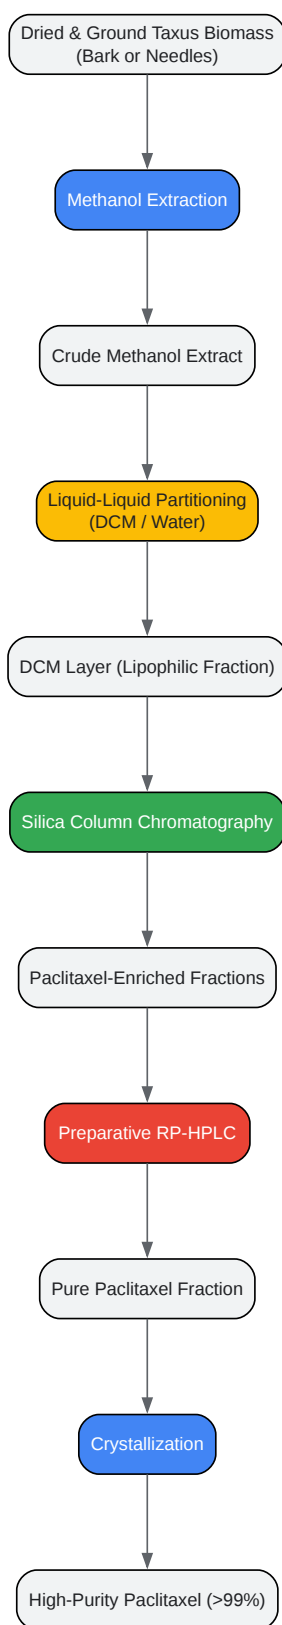 Dried & Ground Taxus Biomass
(Bark or Needles)
Methanol Extraction
Crude Methanol Extract
Liquid-Liquid Partitioning
(DCM / Water)
DCM Layer (Lipophilic Fraction)
Silica Column Chromatography
Paclitaxel-Enriched Fractions
Preparative RP-HPLC
Pure Paclitaxel Fraction
Crystallization
High-Purity Paclitaxel (>99%)